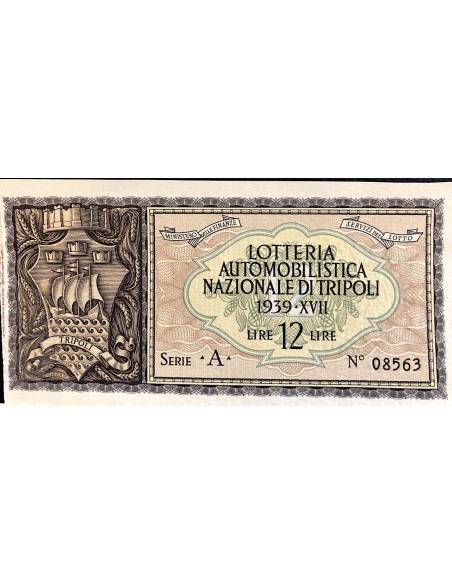 MINISTERO DELLE FINANZE
SERVIZI DEL LOTTO
LOTTERIA
AUTOMOBILISTICA
NAZIONALE DI TRIPOLI
1939·XVII
LIRE 12 LIRE
SERIE ·A· Nº 08563
TRIPOLI